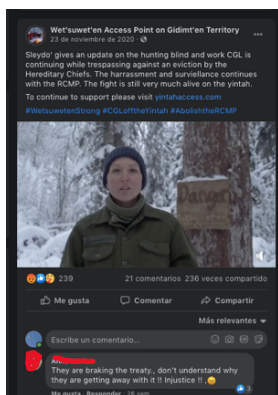 Wet'suwet'en Access Point on Gidimt'en Territory
23 de noviembre de 2020 ·
Sleydo' gives an update on the hunting blind and work CGL is
continuing while trespassing against an eviction by the
Hereditary Chiefs. The harrassment and surviellance continues
with the RCMP. The fight is still very much alive on the yintah.
To continue to support please visit yintahaccess.com
#WetsuwetenStrong #CGLofftheYintah #AbolishtheRCMP
239 21 comentarios 236 veces compartido
Me gusta Comentar Compartir
Más relevantes
Escribe un comentario...
They are braking the treaty., don't understand why
they are getting away with it !! Injustice !! ,
3
Me gusta Responder 18 sem